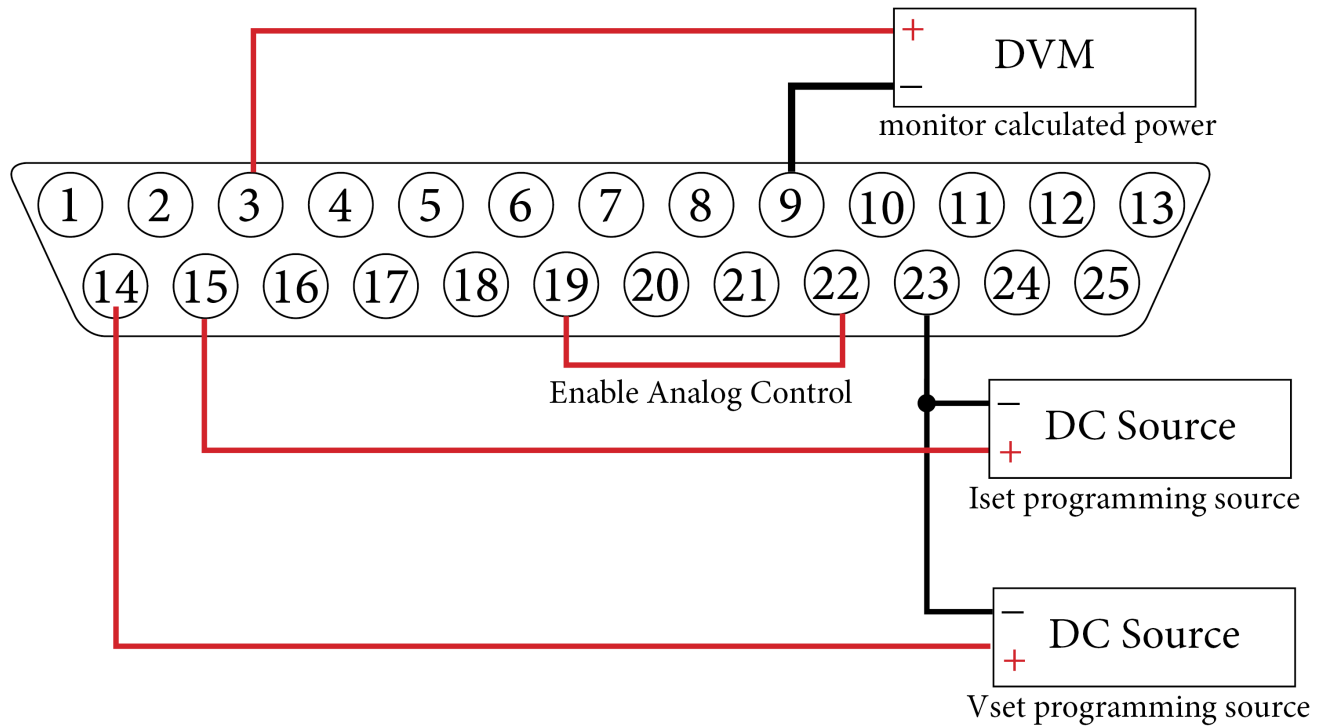 +
DVM
−
monitor calculated power
1 2 3 4 5 6 7 8 9 10 11 12 13
14 15 16 17 18 19 20 21 22 23 24 25
Enable Analog Control
−
DC Source
+
Iset programming source
−
DC Source
+
Vset programming source